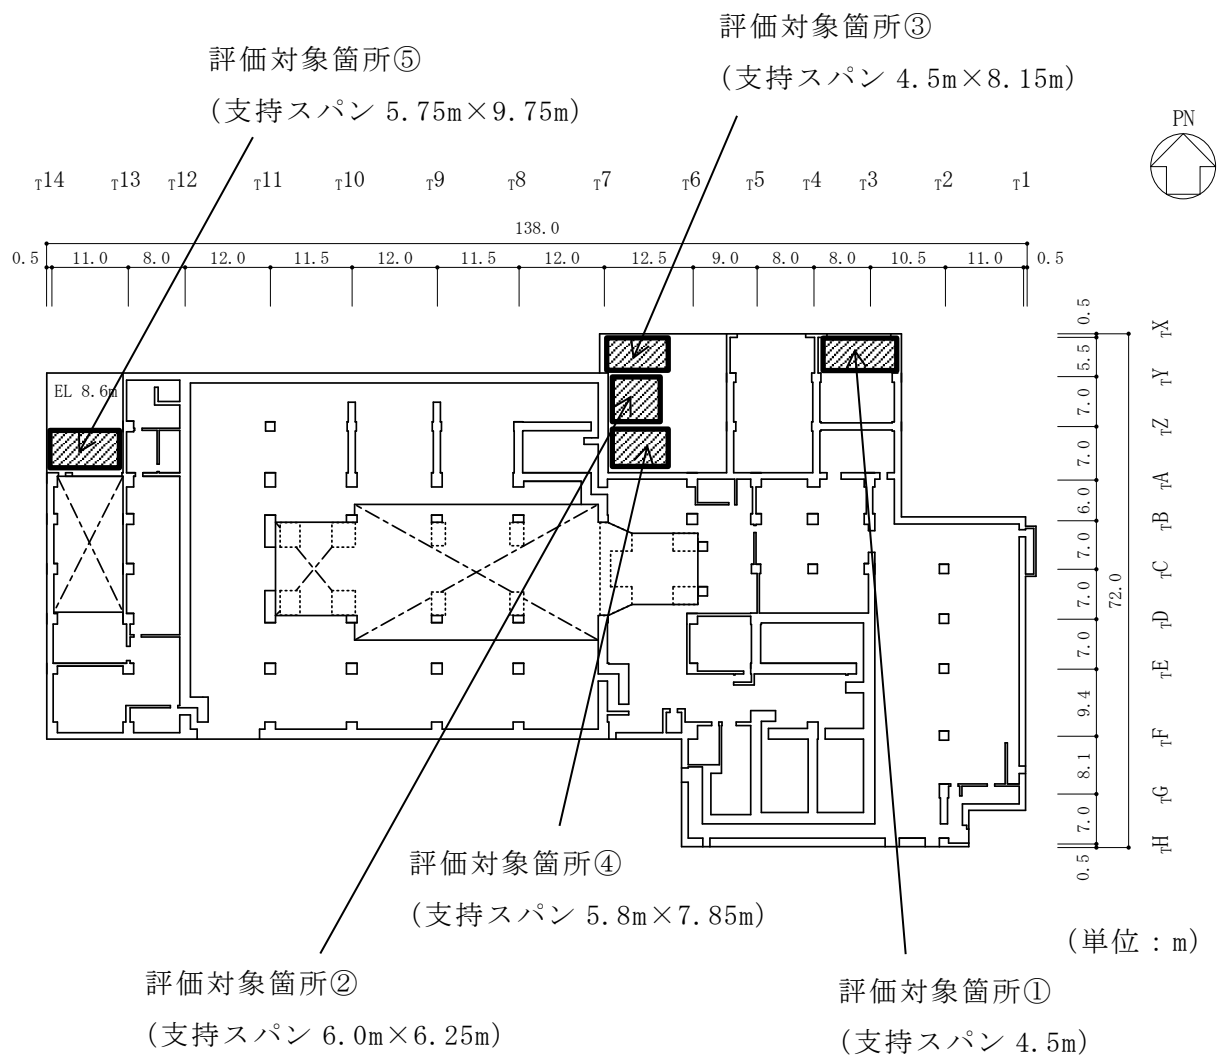 評価対象箇所③
(支持スパン 4.5m×8.15m)
評価対象箇所⑤
(支持スパン 5.75m×9.75m)
PN
T14 T13 T12 T11 T10 T9 T8 T7 T6 T5 T4 T3 T2 T1
138.0
0.5 11.0 8.0 12.0 11.5 12.0 11.5 12.0 12.5 9.0 8.0 8.0 10.5 11.0 0.5
EL 8.6m
0.5 5.5 7.0 7.0 6.0 7.0 7.0 7.0 9.4 8.1 7.0 0.5
72.0
TX
TY
TZ
TA
TB
TC
TD
TE
TF
TG
TH
評価対象箇所④
(支持スパン 5.8m×7.85m)
(単位：m)
評価対象箇所②
(支持スパン 6.0m×6.25m)
評価対象箇所①
(支持スパン 4.5m)